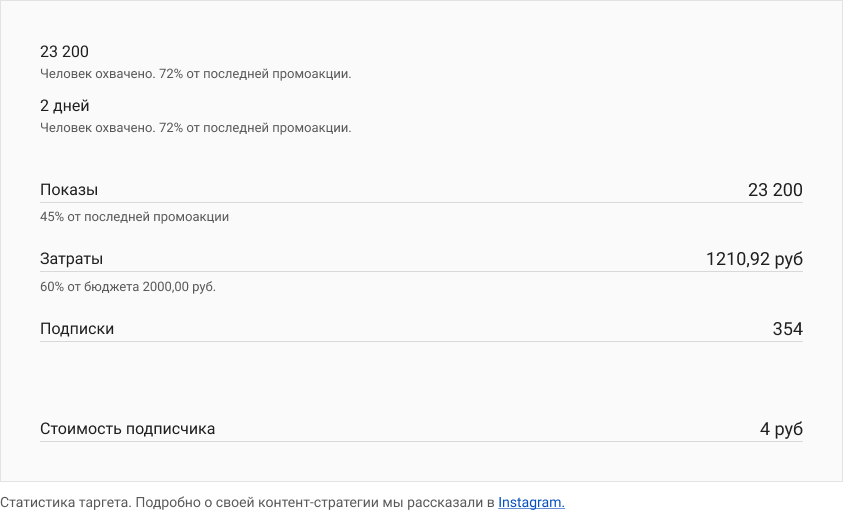 23 200
Человек охвачено. 72% от последней промоакции.
2 дней
Человек охвачено. 72% от последней промоакции.
Показы 23 200
45% от последней промоакции
Затраты 1210,92 руб
60% от бюджета 2000,00 руб.
Подписки 354
Стоимость подписчика 4 руб
Статистика таргета. Подробно о своей контент-стратегии мы рассказали в Instagram.